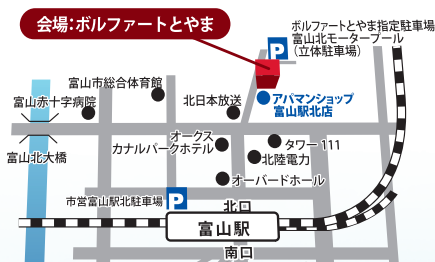 会場:ボルファートとやま
P
ボルファートとやま指定駐車場
富山北モータープール
(立体駐車場)
富山市総合体育館
富山赤十字病院
北日本放送
アパマンショップ
富山駅北店
富山北大橋
オークス
カナルパークホテル
タワー111
北陸電力
オーバードホール
市営富山駅北駐車場
P
北口
富山駅
南口